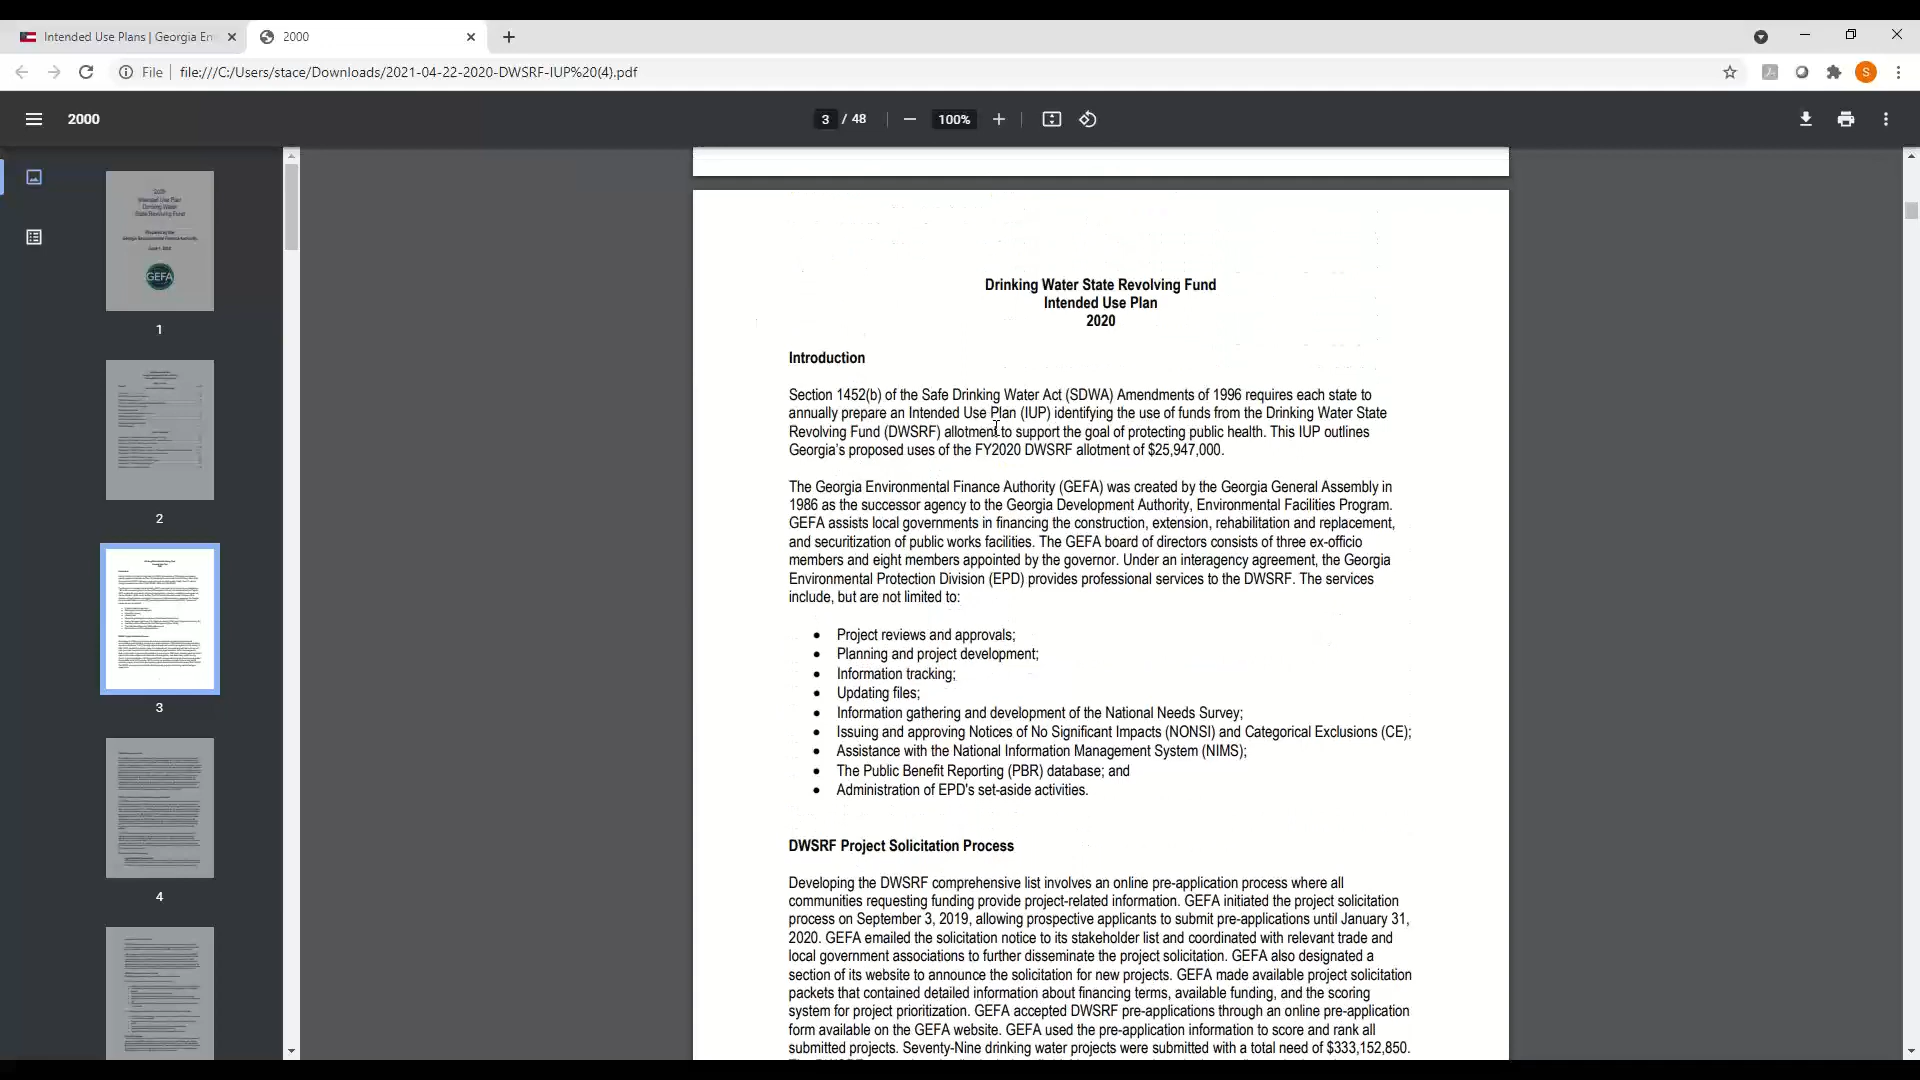 Intended Use Plans | Georgia En
2000
File
file:///C:/Users/stace/Downloads/2021-04-22-2020-DWSRF-IUP%20(4).pdf
S
2000
3 / 48
100%
Intended Use Plan
Drinking Water
State Revolving Fund
GEFA
1
2
3
4
Drinking Water State Revolving Fund
Intended Use Plan
2020
Introduction
Section 1452(b) of the Safe Drinking Water Act (SDWA) Amendments of 1996 requires each state to
annually prepare an Intended Use Plan (IUP) identifying the use of funds from the Drinking Water State
Revolving Fund (DWSRF) allotment to support the goal of protecting public health. This IUP outlines
Georgia's proposed uses of the FY2020 DWSRF allotment of $25,947,000.
The Georgia Environmental Finance Authority (GEFA) was created by the Georgia General Assembly in
1986 as the successor agency to the Georgia Development Authority, Environmental Facilities Program.
GEFA assists local governments in financing the construction, extension, rehabilitation and replacement,
and securitization of public works facilities. The GEFA board of directors consists of three ex-officio
members and eight members appointed by the governor. Under an interagency agreement, the Georgia
Environmental Protection Division (EPD) provides professional services to the DWSRF. The services
include, but are not limited to:
• Project reviews and approvals;
• Planning and project development;
• Information tracking;
• Updating files;
• Information gathering and development of the National Needs Survey;
• Issuing and approving Notices of No Significant Impacts (NONSI) and Categorical Exclusions (CE);
• Assistance with the National Information Management System (NIMS);
• The Public Benefit Reporting (PBR) database; and
• Administration of EPD's set-aside activities.
DWSRF Project Solicitation Process
Developing the DWSRF comprehensive list involves an online pre-application process where all
communities requesting funding provide project-related information. GEFA initiated the project solicitation
process on September 3, 2019, allowing prospective applicants to submit pre-applications until January 31,
2020. GEFA emailed the solicitation notice to its stakeholder list and coordinated with relevant trade and
local government associations to further disseminate the project solicitation. GEFA also designated a
section of its website to announce the solicitation for new projects. GEFA made available project solicitation
packets that contained detailed information about financing terms, available funding, and the scoring
system for project prioritization. GEFA accepted DWSRF pre-applications through an online pre-application
form available on the GEFA website. GEFA used the pre-application information to score and rank all
submitted projects. Seventy-Nine drinking water projects were submitted with a total need of $333,152,850.